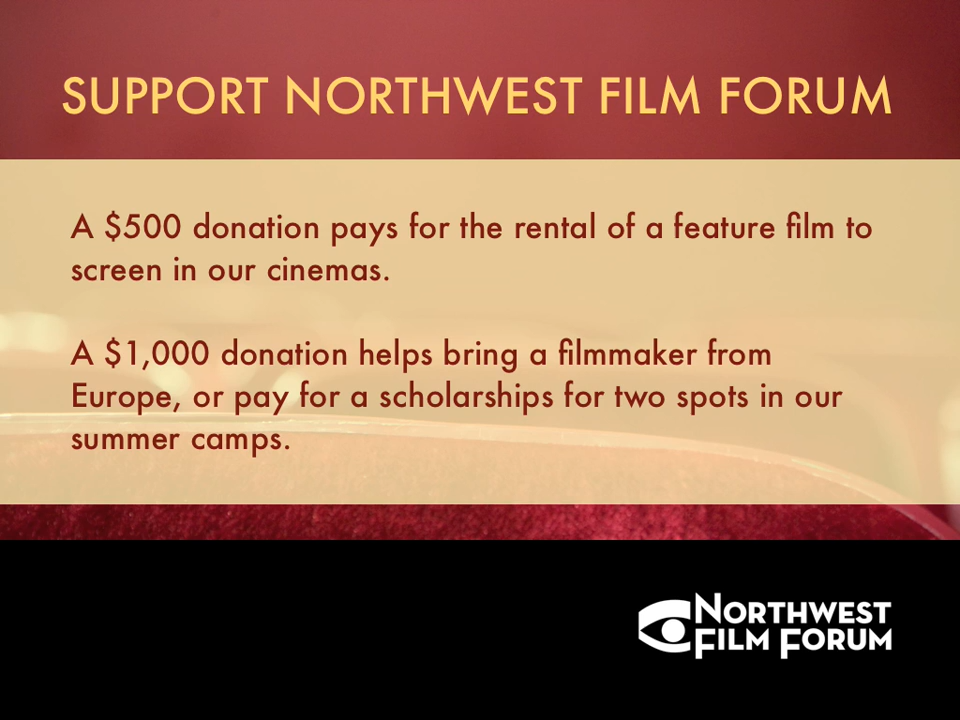 SUPPORT NORTHWEST FILM FORUM
A $500 donation pays for the rental of a feature film to
screen in our cinemas.
A $1,000 donation helps bring a filmmaker from
Europe, or pay for a scholarships for two spots in our
summer camps.
NORTHWEST
FILM FORUM